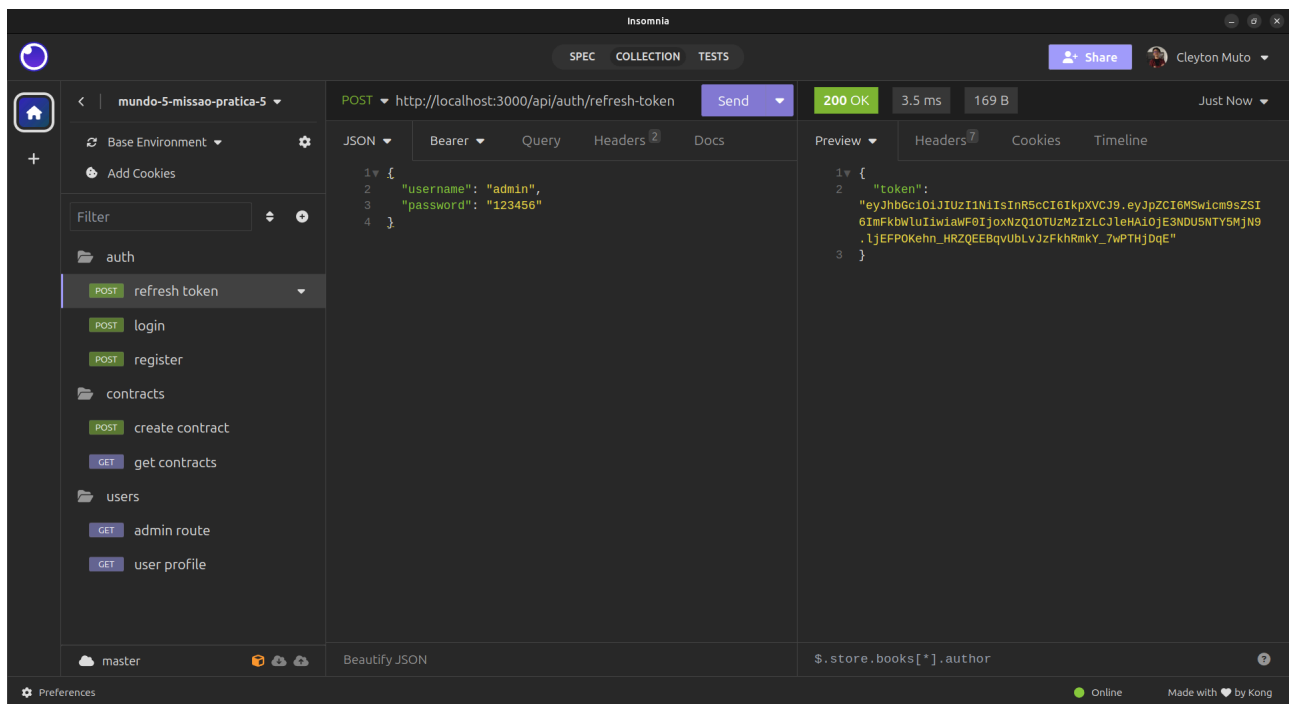 Insomnia
SPEC COLLECTION TESTS
Share
Cleyton Muto
mundo-5-missao-pratica-5
Base Environment
Add Cookies
Filter
auth
POST refresh token
POST login
POST register
contracts
POST create contract
GET get contracts
users
GET admin route
GET user profile
master
POST http://localhost:3000/api/auth/refresh-token Send
JSON Bearer Query Headers 2 Docs
1 {
2 "username": "admin",
3 "password": "123456"
4 }
Beautify JSON
200 OK 3.5 ms 169 B Just Now
Preview Headers 7 Cookies Timeline
1 {
2 "token":
"eyJhbGciOiJIUzI1NiIsInR5cCI6IkpXVCJ9.eyJpZCI6MSwicm9sZSI
6ImFkbWluIiwiaWF0IjoxNzQ1OTUzMzIzLCJleHAiOjE3NDU5NTY5MjN9
.ljEFPOKehn_HRZQEEBqvUbLvJzFkhRmkY_7wPTHjDqE"
3 }
$.store.books[*].author
Preferences
Online
Made with ♥ by Kong